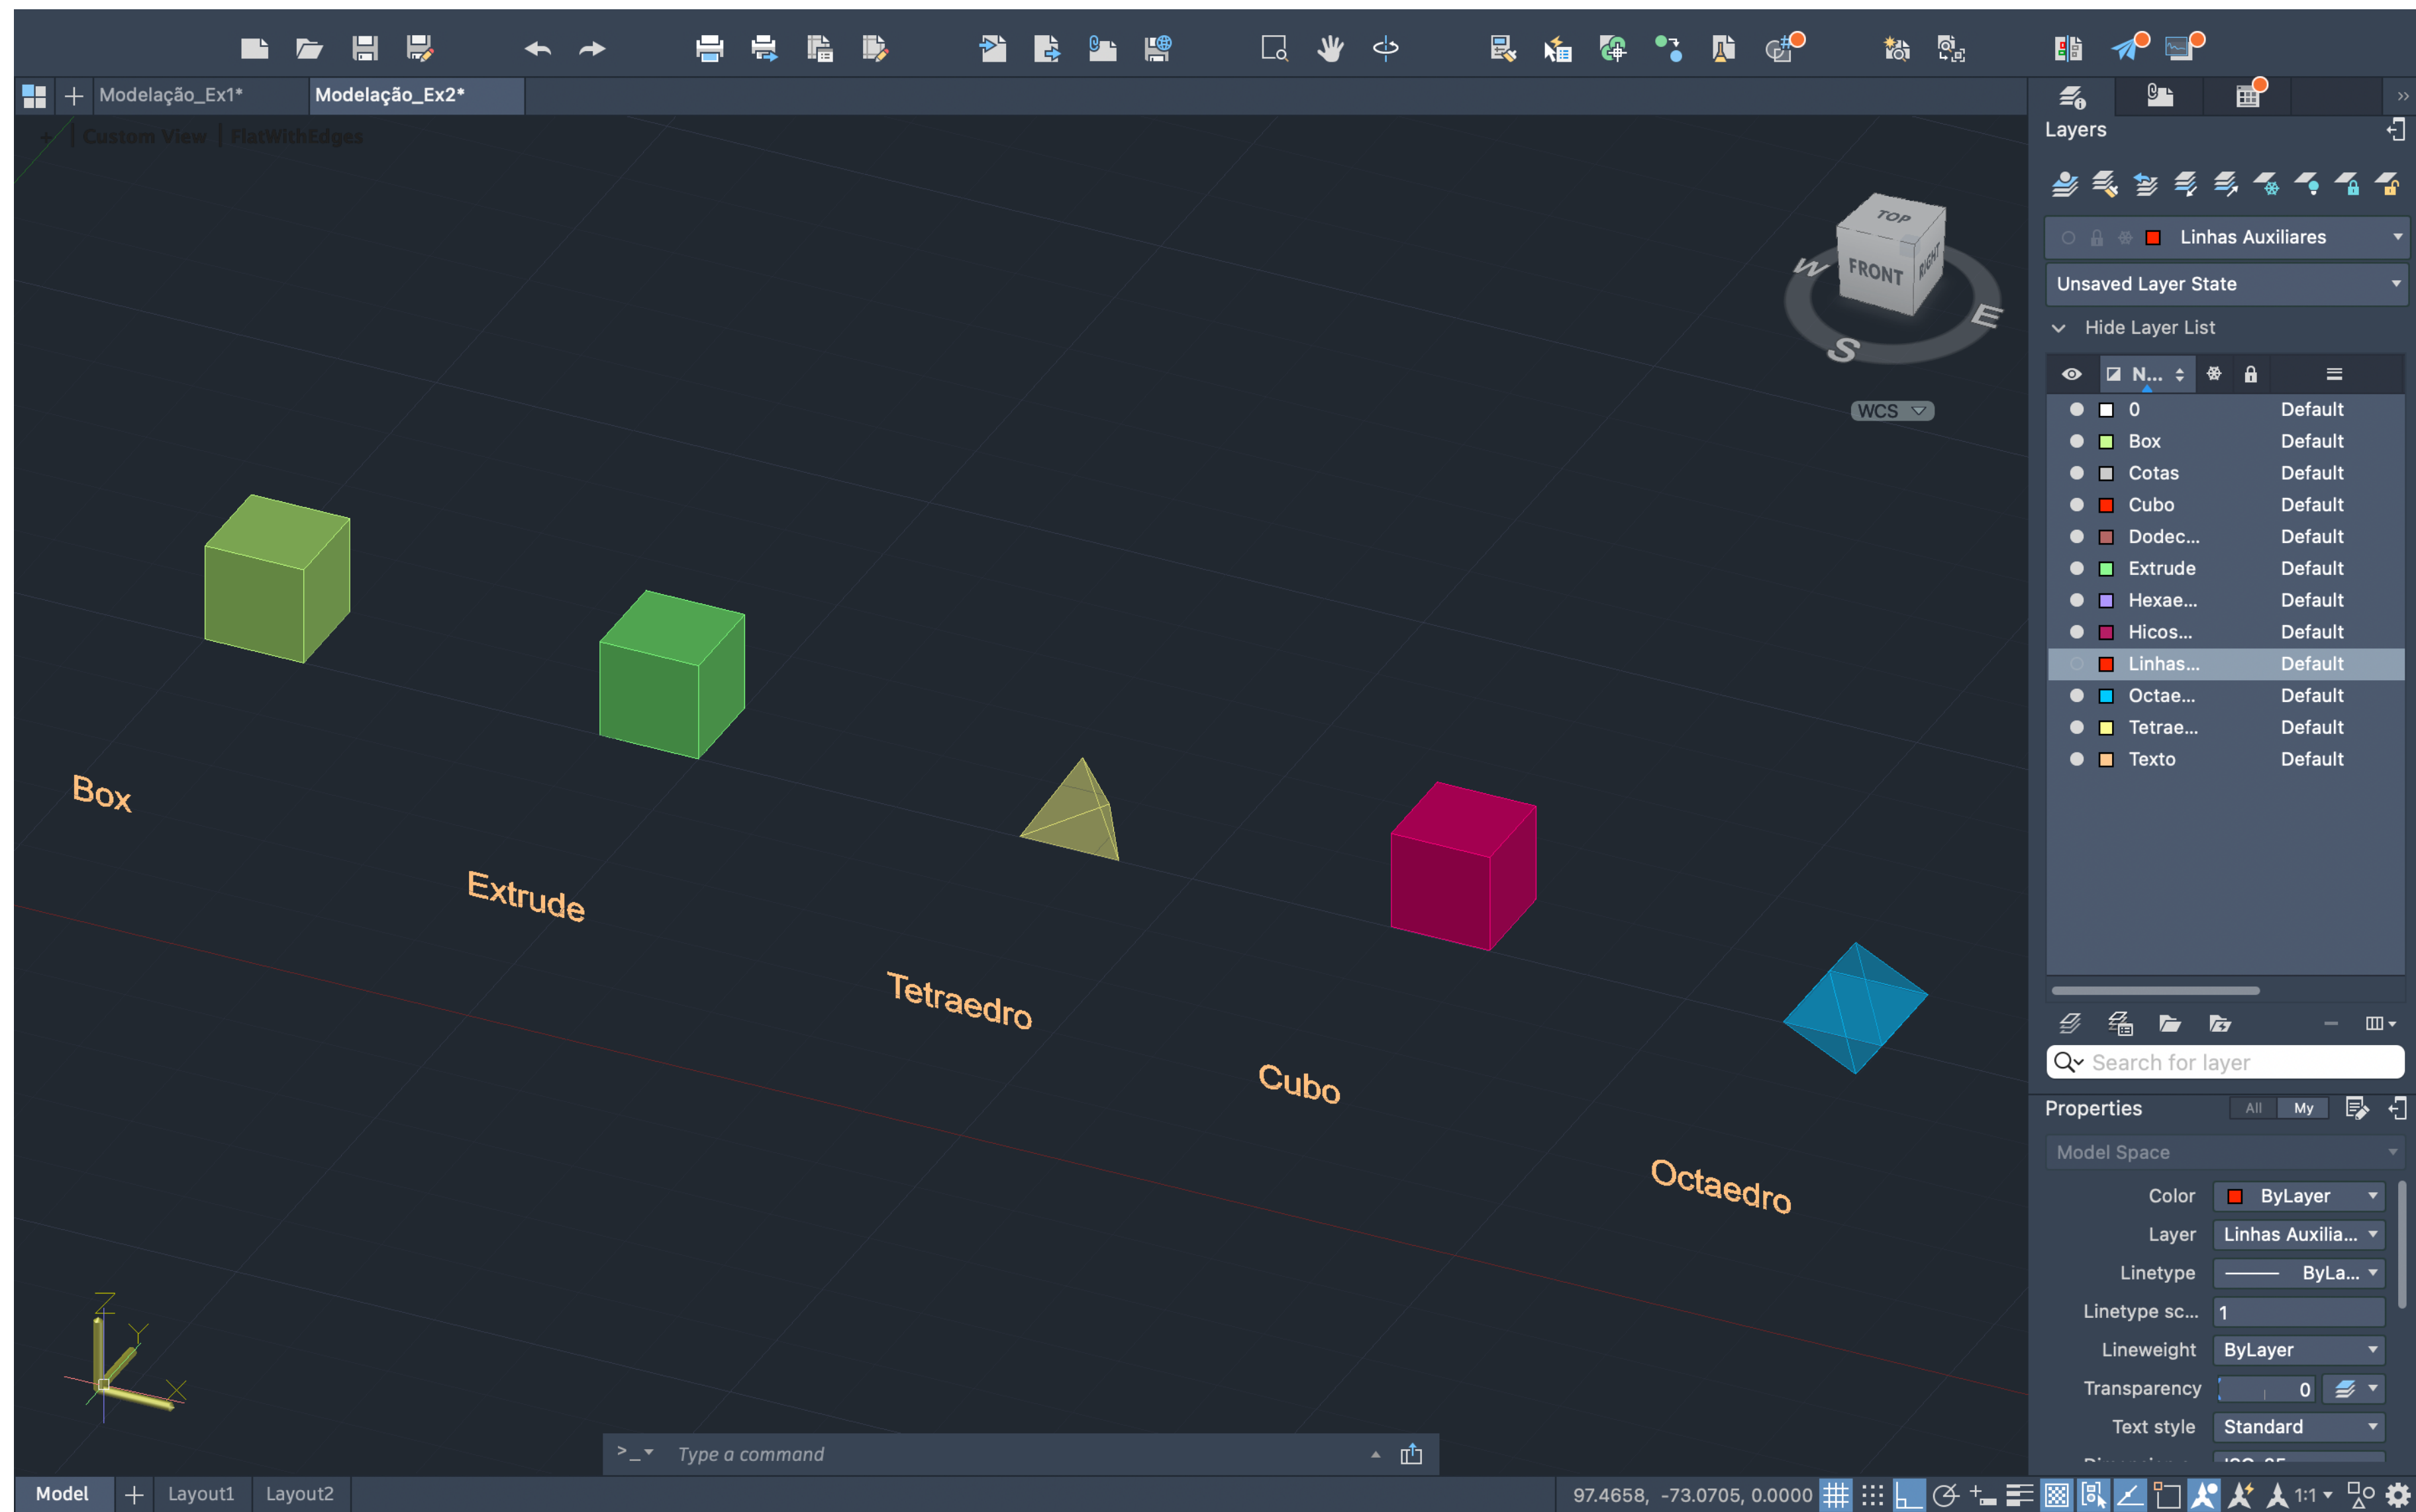 Modelação_Ex1*
Modelação_Ex2*
+ | Custom View | FlatWithEdges
TOP
FRONT
RIGHT
W
S
E
WCS
Box
Extrude
Tetraedro
Cubo
Octaedro
Z
Y
X
>_ Type a command
Model
Layout1
Layout2
97.4658, -73.0705, 0.0000
1:1
Layers
Linhas Auxiliares
Unsaved Layer State
Hide Layer List
N...
0 Default
Box Default
Cotas Default
Cubo Default
Dodec... Default
Extrude Default
Hexae... Default
Hicos... Default
Linhas... Default
Octae... Default
Tetrae... Default
Texto Default
Search for layer
Properties All My
Model Space
Color ByLayer
Layer Linhas Auxilia...
Linetype ByLa...
Linetype sc... 1
Lineweight ByLayer
Transparency 0
Text style Standard